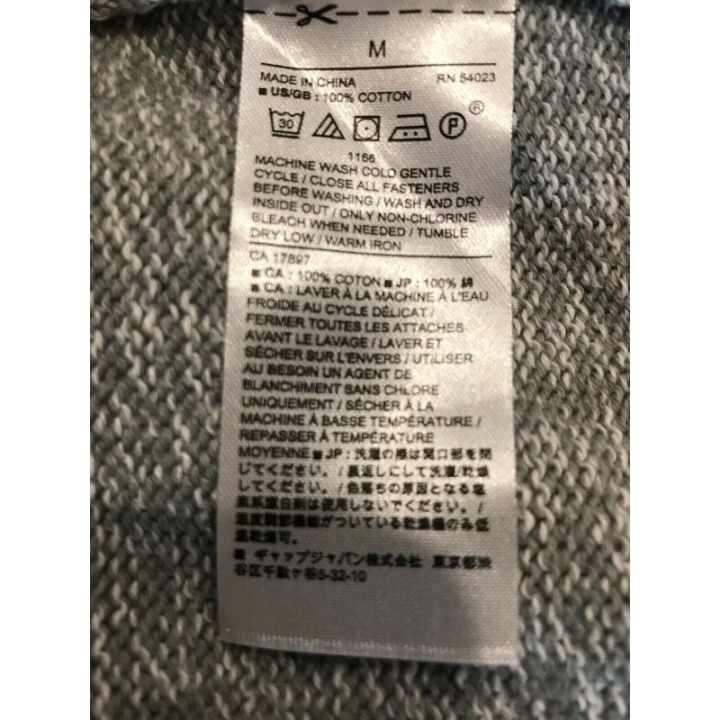 M
MADE IN CHINA RN 54023
■ US/GB : 100% COTTON
30 P ®
1166
MACHINE WASH COLD GENTLE
CYCLE / CLOSE ALL FASTENERS
BEFORE WASHING / WASH AND DRY
INSIDE OUT / ONLY NON-CHLORINE
BLEACH WHEN NEEDED / TUMBLE
DRY LOW / WARM IRON
CA 17897
■ CA : 100% COTON ■ JP : 100% 綿
■ CA : LAVER À LA MACHINE À L'EAU
FROIDE AU CYCLE DÉLICAT /
FERMER TOUTES LES ATTACHES
AVANT LE LAVAGE / LAVER ET
SÉCHER SUR L'ENVERS / UTILISER
AU BESOIN UN AGENT DE
BLANCHIMENT SANS CHLORE
UNIQUEMENT / SÉCHER À LA
MACHINE À BASSE TEMPÉRATURE /
REPASSER À TEMPÉRATURE
MOYENNE ■ JP : 洗濯の際は開口部を閉
じてください。/ 裏返しにして洗濯/乾燥
してください。/ 色落ちの原因となる塩
素系漂白剤は使用しないでください。/
温度調節機能がついている乾燥機のみ低
温乾燥可。
■ ギャップジャパン株式会社 東京都渋
谷区千駄ヶ谷5-32-10